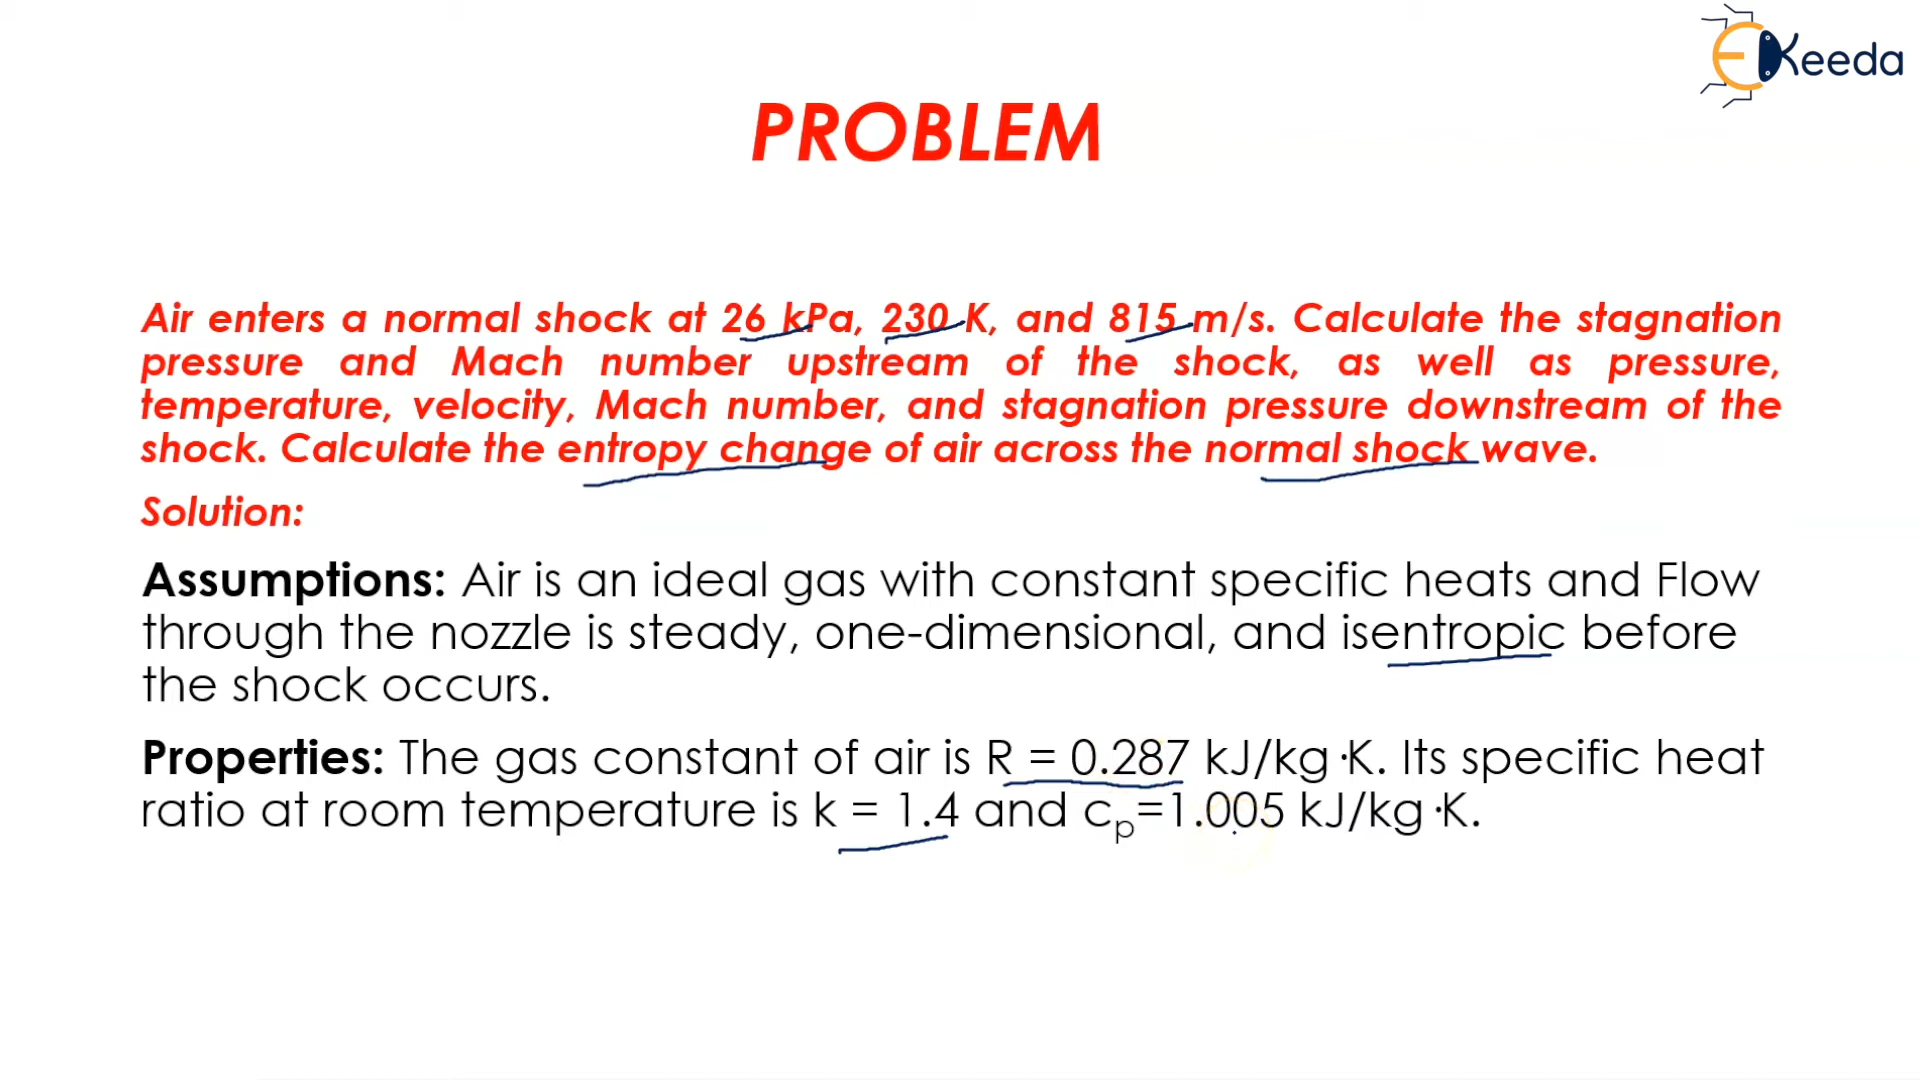 EKeeda
PROBLEM
Air enters a normal shock at 26 kPa, 230 K, and 815 m/s. Calculate the stagnation
pressure and Mach number upstream of the shock, as well as pressure,
temperature, velocity, Mach number, and stagnation pressure downstream of the
shock. Calculate the entropy change of air across the normal shock wave.
Solution:
Assumptions: Air is an ideal gas with constant specific heats and Flow
through the nozzle is steady, one-dimensional, and isentropic before
the shock occurs.
Properties: The gas constant of air is R = 0.287 kJ/kg·K. Its specific heat
ratio at room temperature is k = 1.4 and cp=1.005 kJ/kg·K.